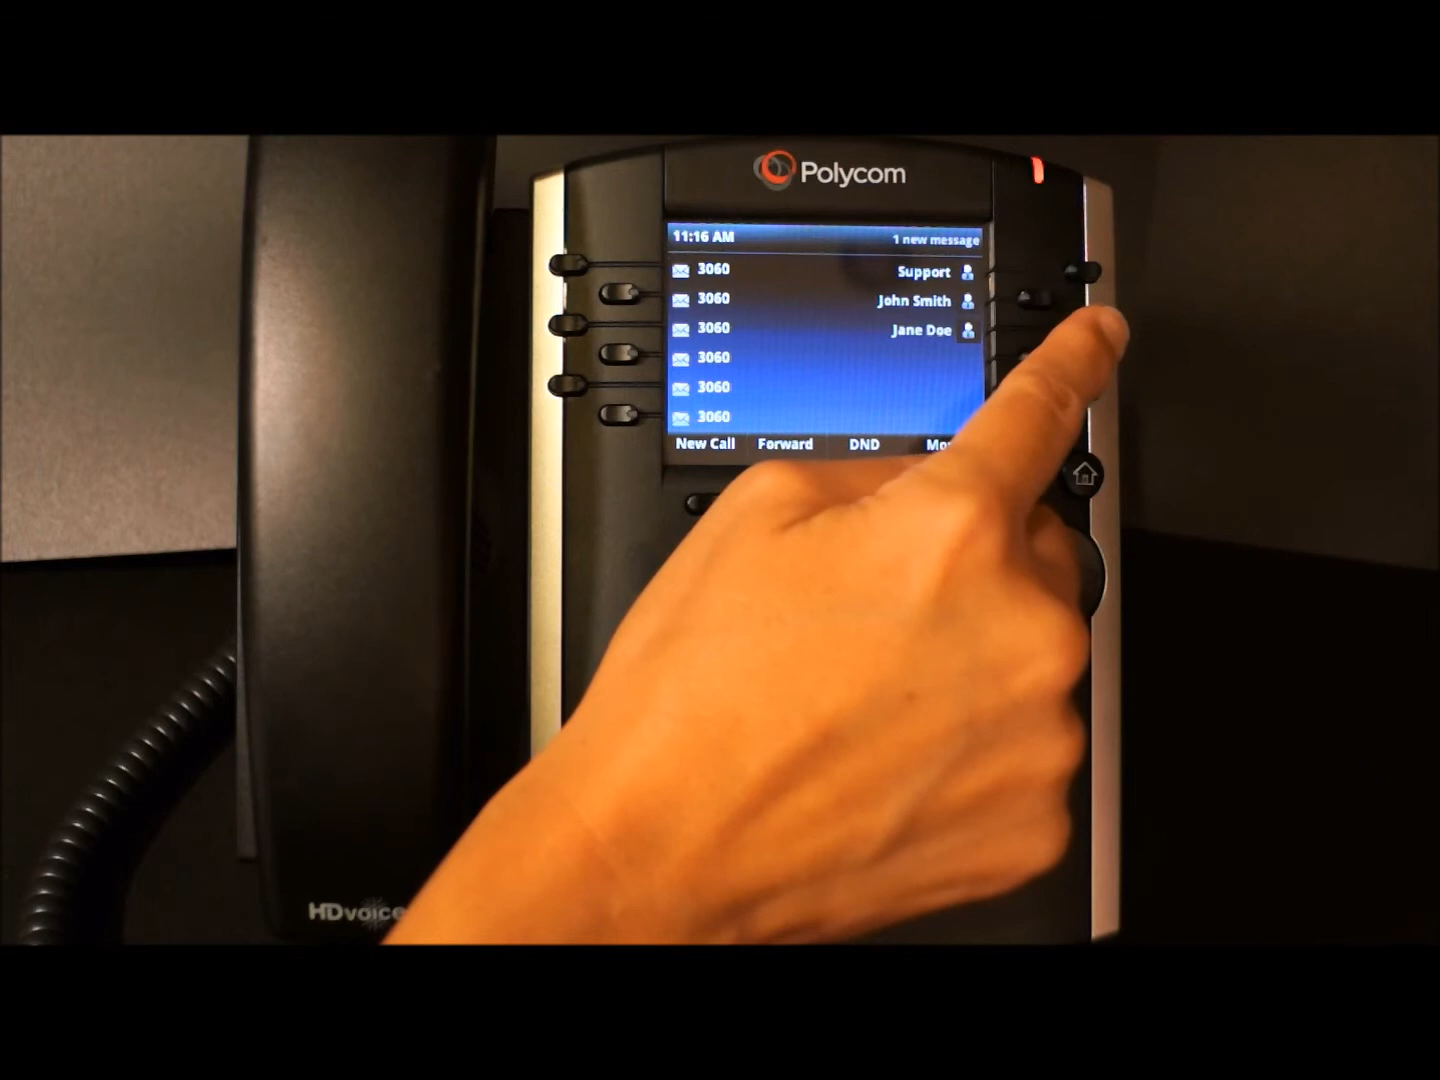 Polycom
11:16 AM 1 new message
3060 Support
3060 John Smith
3060 Jane Doe
3060
3060
3060
New Call Forward DND
HDvoice